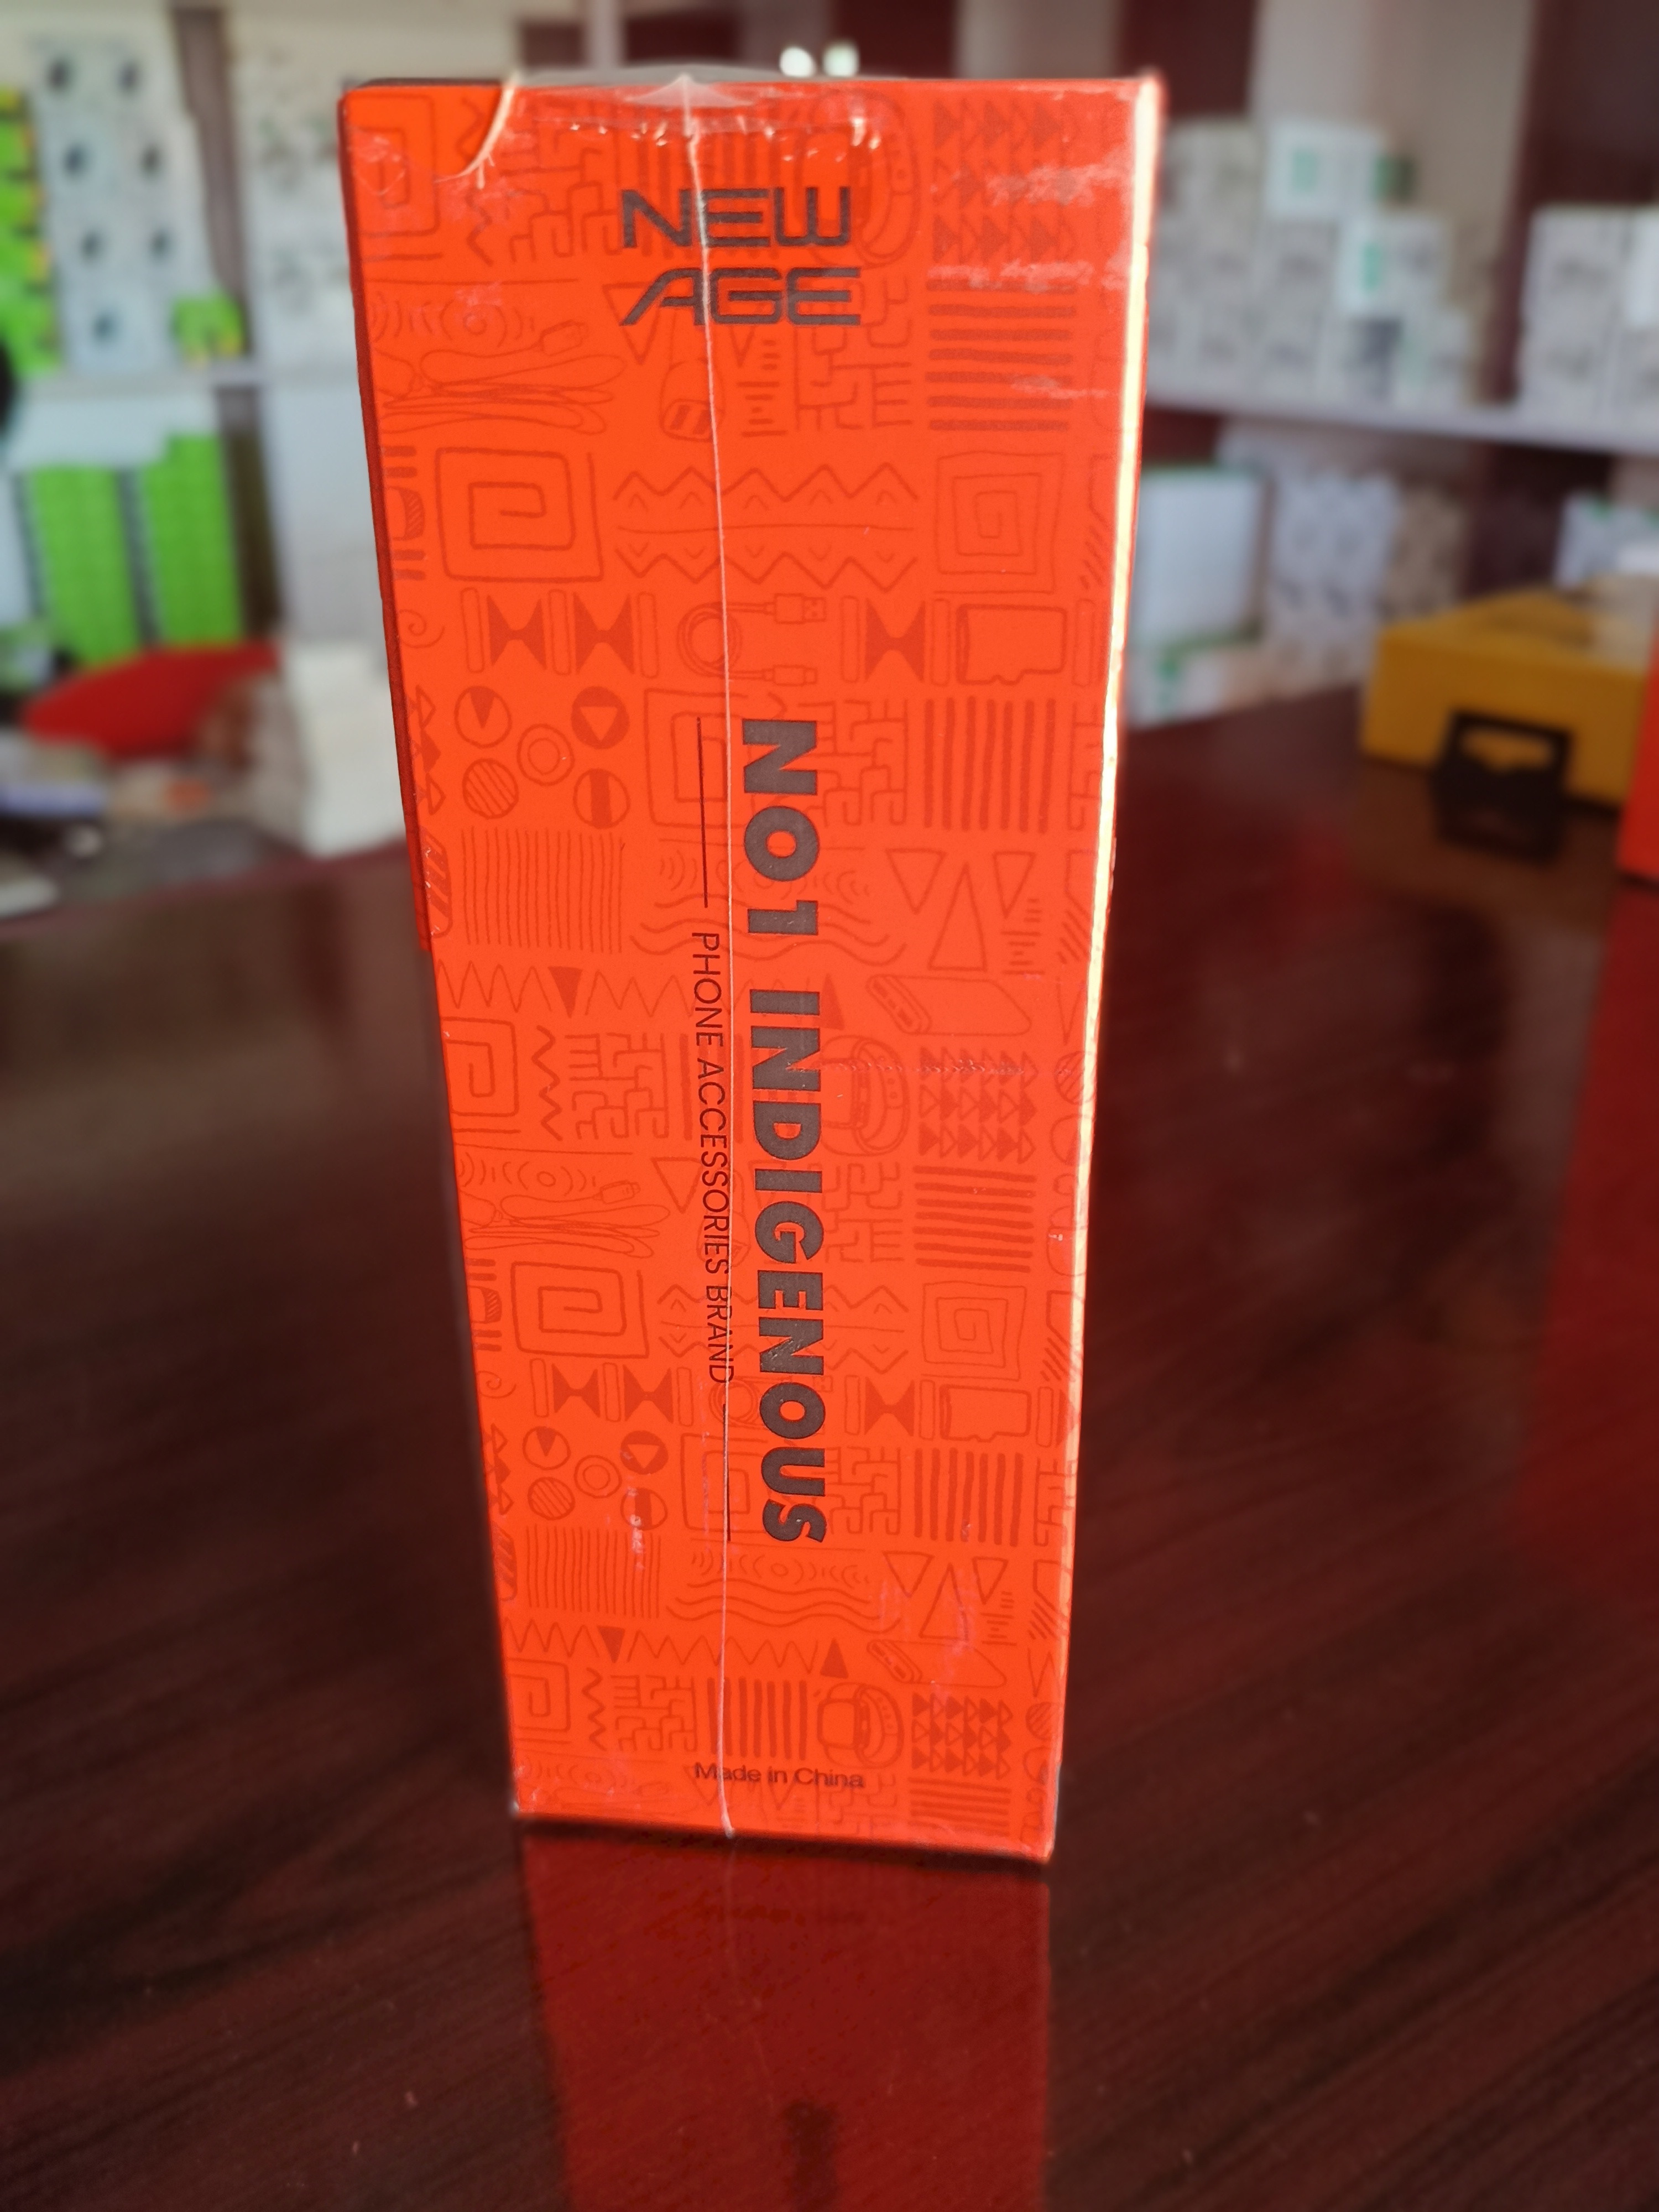 NEW
AGE
NO1 INDIGENOUS
PHONE ACCESSORIES BRAND
Made in China